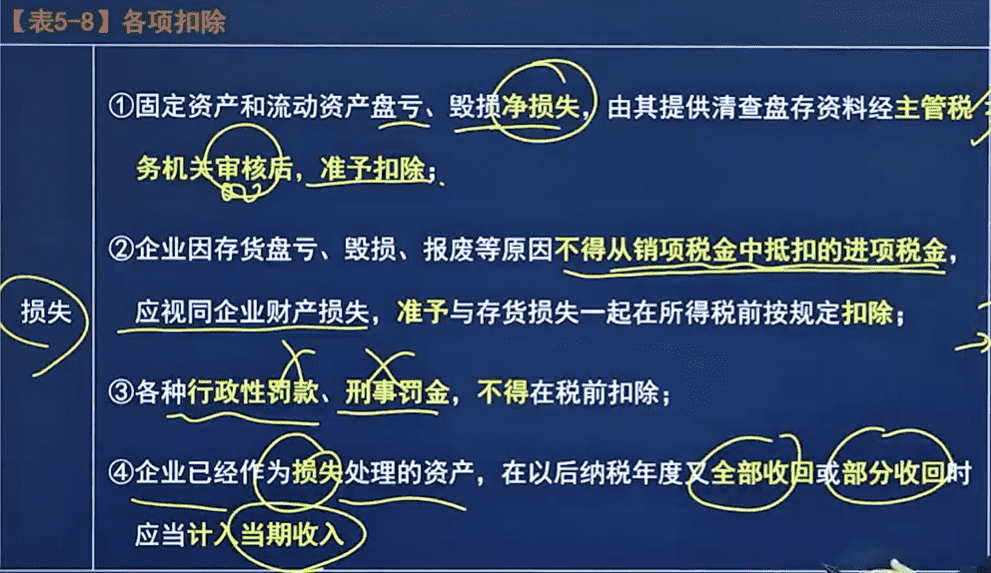 【表5-8】各项扣除
①固定资产和流动资产盘亏、毁损净损失，由其提供清查盘存资料经主管税
务机关审核后，准予扣除；
②企业因存货盘亏、毁损、报废等原因不得从销项税金中抵扣的进项税金，
损失
应视同企业财产损失，准予与存货损失一起在所得税前按规定扣除；
③各种行政性罚款、刑事罚金，不得在税前扣除；
④企业已经作为损失处理的资产，在以后纳税年度又全部收回或部分收回时
应当计入当期收入